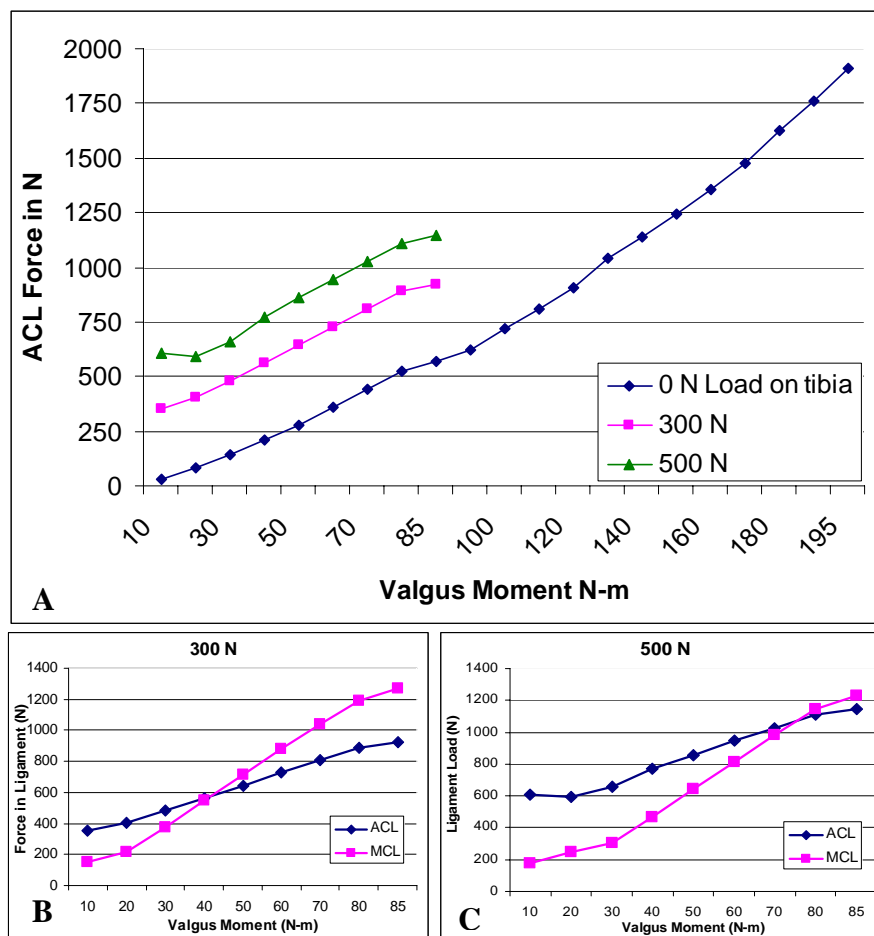 2000
1750
1500
1250
1000
750
500
250
0
ACL Force in N
0 N Load on tibia
300 N
500 N
10 30 50 70 85 100 120 140 160 180 195
Valgus Moment N-m
A
300 N
1400
1200
1000
800
600
400
200
0
Force in Ligament (N)
ACL
MCL
10 20 30 40 50 60 70 80 85
Valgus Moment (N-m)
B
500 N
1400
1200
1000
800
600
400
200
0
Ligament Load (N)
ACL
MCL
10 20 30 40 50 60 70 80 85
Valgus Moment (N-m)
C